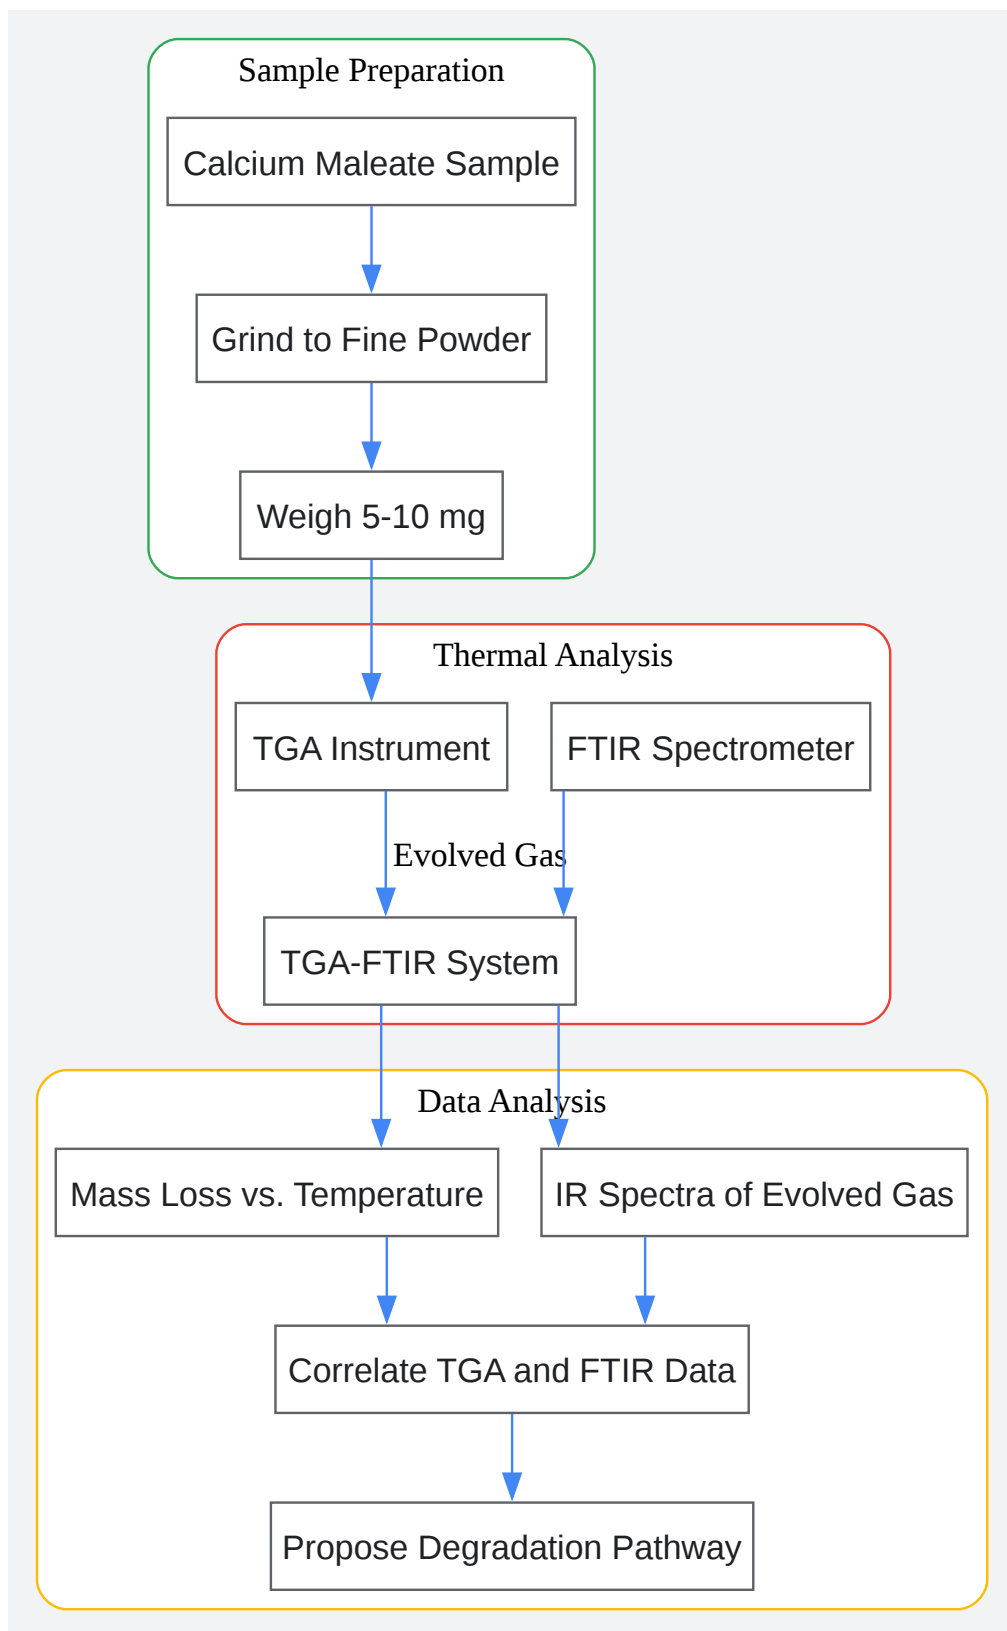 Sample Preparation
Calcium Maleate Sample
Grind to Fine Powder
Weigh 5-10 mg
Thermal Analysis
TGA Instrument
FTIR Spectrometer
Evolved Gas
TGA-FTIR System
Data Analysis
Mass Loss vs. Temperature
IR Spectra of Evolved Gas
Correlate TGA and FTIR Data
Propose Degradation Pathway